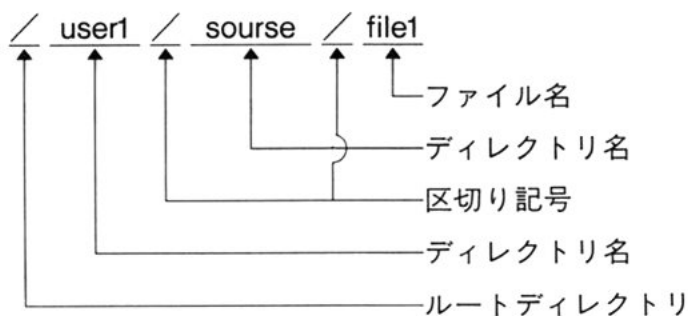 / user1 / sourse / file1
ファイル名
ディレクトリ名
区切り記号
ディレクトリ名
ルートディレクトリ